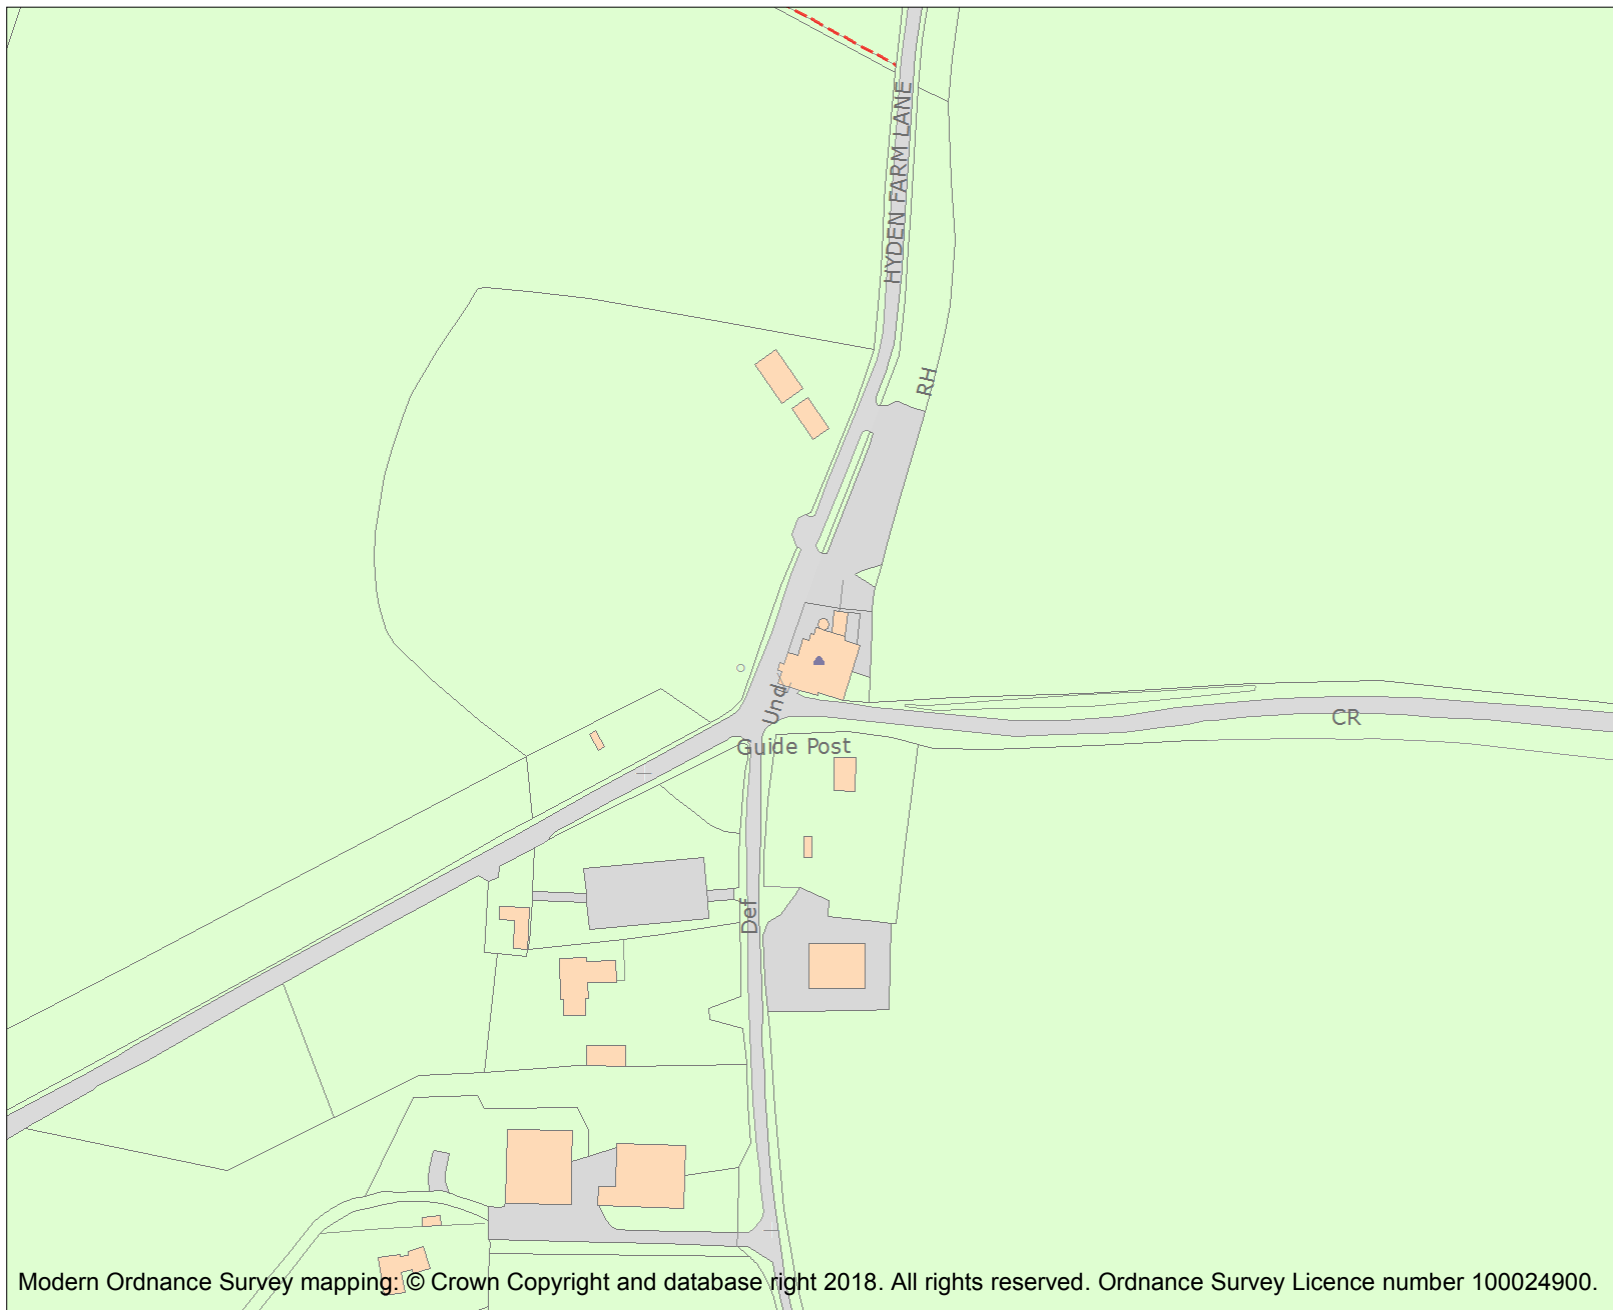 HYDEN FARM LANE
RH
Und
CR
Guide Post
Def
Modern Ordnance Survey mapping: © Crown Copyright and database right 2018. All rights reserved. Ordnance Survey Licence number 100024900.